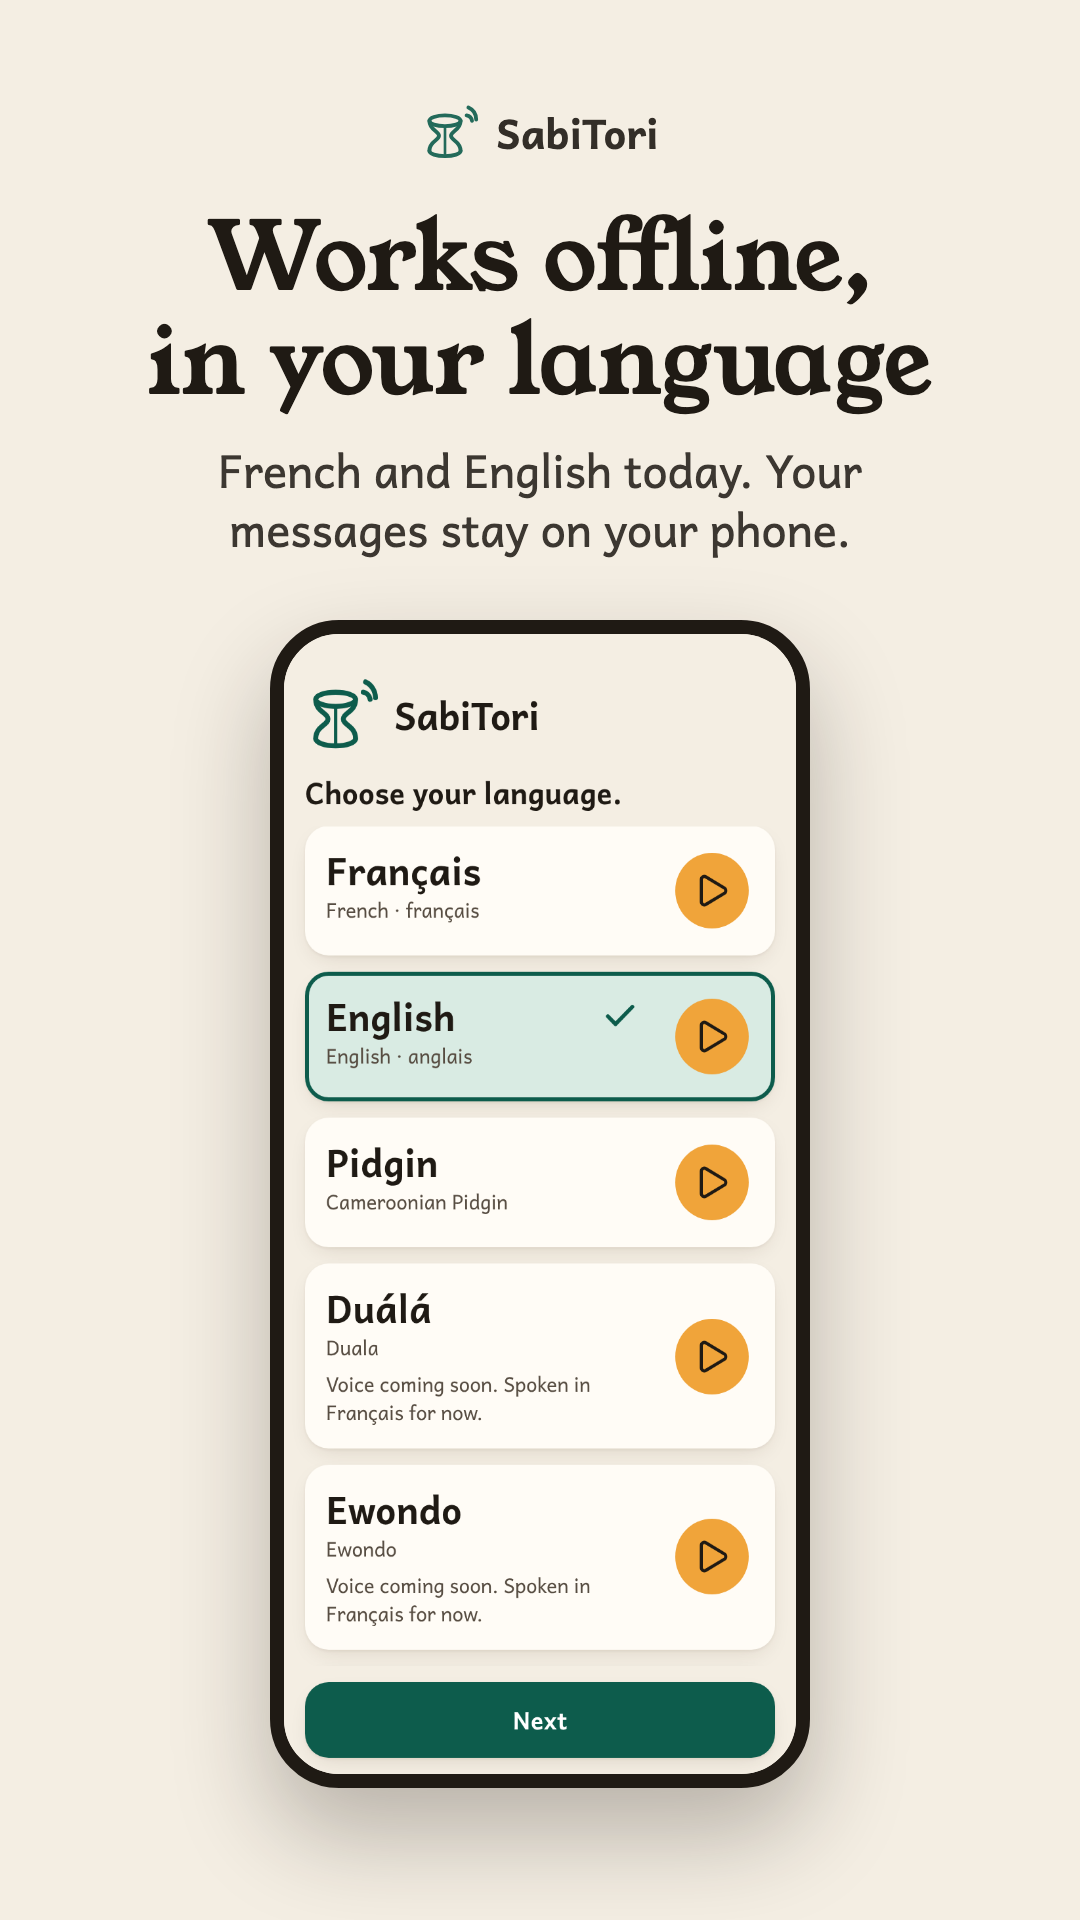 SabiTori
Works offline,
in your language
French and English today. Your
messages stay on your phone.
SabiTori
Choose your language.
Français
French · français
English
English · anglais
Pidgin
Cameroonian Pidgin
Duálá
Duala
Voice coming soon. Spoken in
Français for now.
Ewondo
Ewondo
Voice coming soon. Spoken in
Français for now.
Next